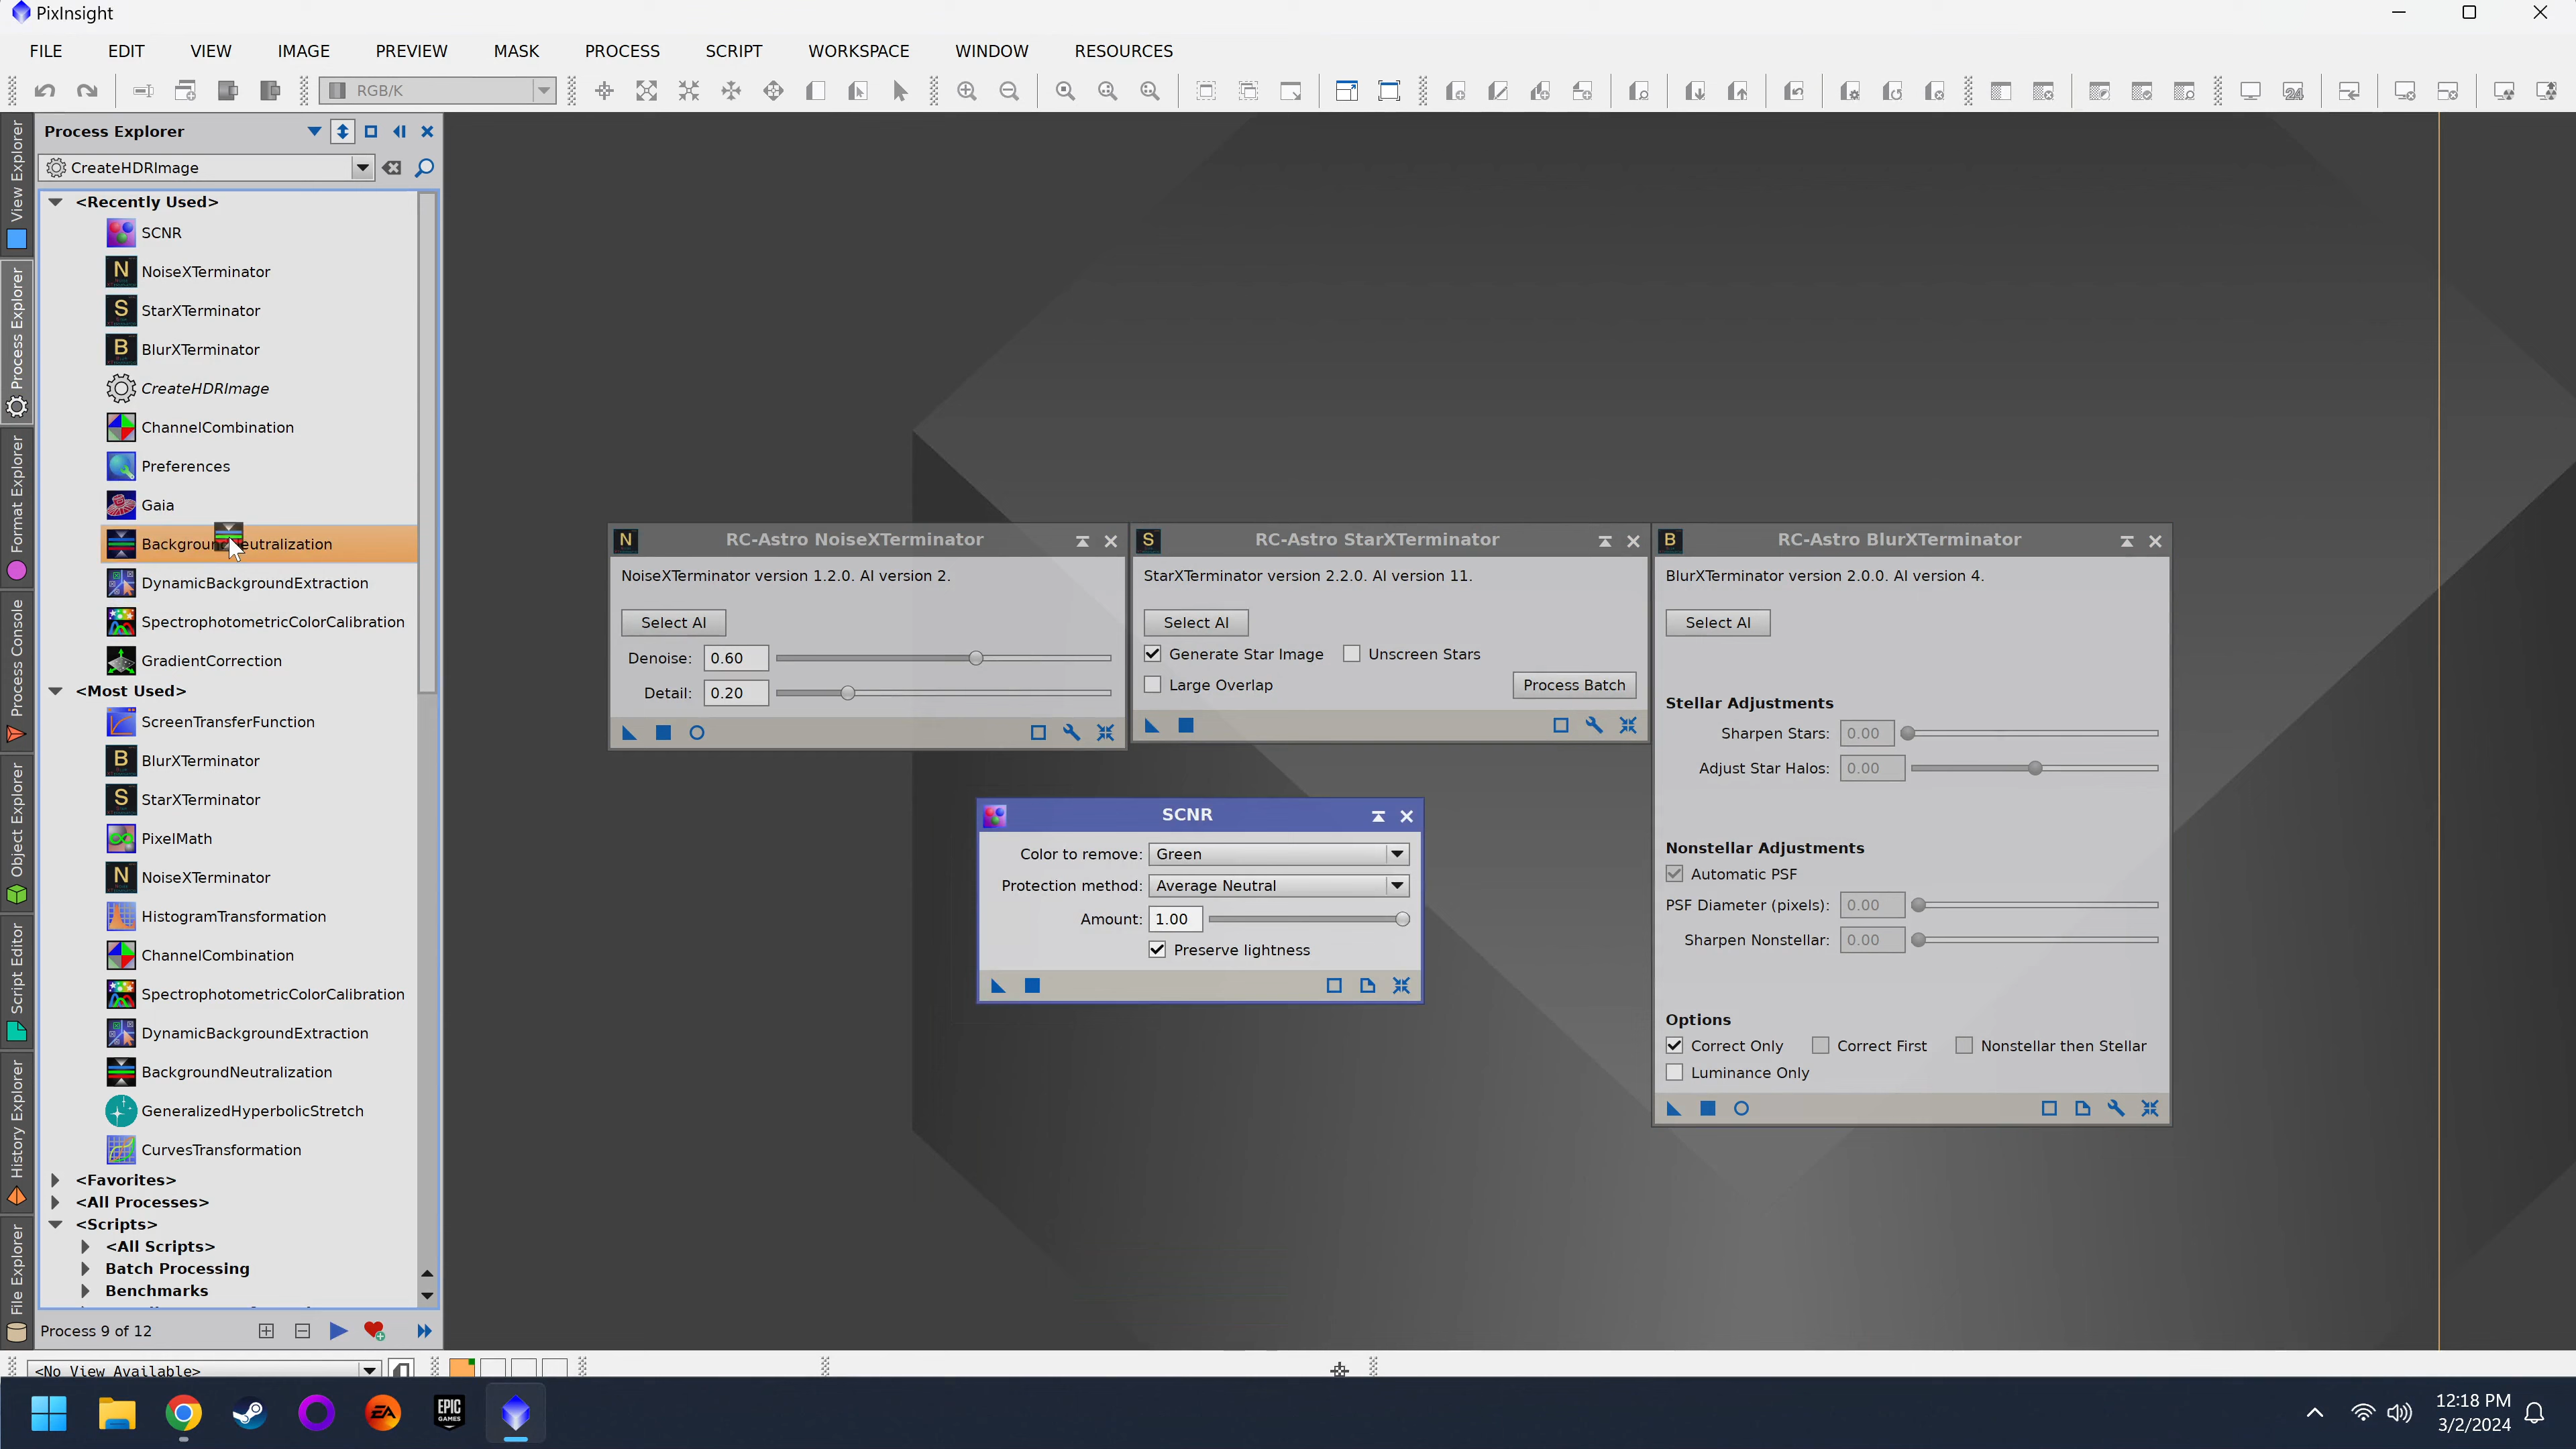 PixInsight
FILE EDIT VIEW IMAGE PREVIEW MASK PROCESS SCRIPT WORKSPACE WINDOW RESOURCES
RGB/K
24
View Explorer
Process Explorer
Format Explorer
Process Console
Object Explorer
Script Editor
History Explorer
File Explorer
Process Explorer
CreateHDRImage
<Recently Used>
SCNR
N NoiseXTerminator
S StarXTerminator
B BlurXTerminator
CreateHDRImage
ChannelCombination
Preferences
Gaia
Background eutralization
DynamicBackgroundExtraction
SpectrophotometricColorCalibration
GradientCorrection
<Most Used>
ScreenTransferFunction
B BlurXTerminator
S StarXTerminator
PixelMath
N NoiseXTerminator
HistogramTransformation
ChannelCombination
SpectrophotometricColorCalibration
DynamicBackgroundExtraction
BackgroundNeutralization
GeneralizedHyperbolicStretch
CurvesTransformation
<Favorites>
<All Processes>
<Scripts>
<All Scripts>
Batch Processing
Benchmarks
Process 9 of 12
<No View Available>
N RC-Astro NoiseXTerminator
NoiseXTerminator version 1.2.0. AI version 2.
Select AI
Denoise: 0.60
Detail: 0.20
S RC-Astro StarXTerminator
StarXTerminator version 2.2.0. AI version 11.
Select AI
Generate Star Image Unscreen Stars
Large Overlap Process Batch
B RC-Astro BlurXTerminator
BlurXTerminator version 2.0.0. AI version 4.
Select AI
Stellar Adjustments
Sharpen Stars: 0.00
Adjust Star Halos: 0.00
Nonstellar Adjustments
Automatic PSF
PSF Diameter (pixels): 0.00
Sharpen Nonstellar: 0.00
Options
Correct Only Correct First Nonstellar then Stellar
Luminance Only
SCNR
Color to remove: Green
Protection method: Average Neutral
Amount: 1.00
Preserve lightness
EA
EPIC
GAMES
12:18 PM
3/2/2024